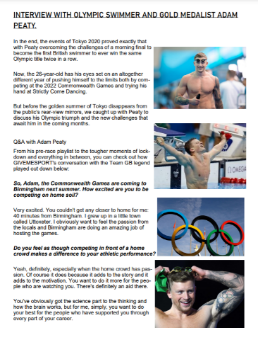 INTERVIEW WITH OLYMPIC SWIMMER AND GOLD MEDALIST ADAM
PEATY.
In the end, the events of Tokyo 2020 proved exactly that
with Peaty overcoming the challenges of a morning final to
become the first British swimmer to ever win the same
Olympic title twice in a row.
Now, the 26-year-old has his eyes set on an altogether
different year of pushing himself to the limits both by com-
peting at the 2022 Commonwealth Games and trying his
hand at Strictly Come Dancing.
But before the golden summer of Tokyo disappears from
the public's rear-view mirrors, we caught up with Peaty to
discuss his Olympic triumph and the new challenges that
await him in the coming months.
Q&A with Adam Peaty
From his pre-race playlist to the tougher moments of lock-
down and everything in between, you can check out how
GIVEMESPORT's conversation with the Team GB legend
played out down below:
So, Adam, the Commonwealth Games are coming to
Birmingham next summer. How excited are you to be
competing on home soil?
Very excited. You couldn't get any closer to home for me:
40 minutes from Birmingham. I grew up in a little town
called Uttoxeter. I obviously want to feel the passion from
the locals and Birmingham are doing an amazing job of
hosting the games.
Do you feel as though competing in front of a home
crowd makes a difference to your athletic performance?
Yeah, definitely, especially when the home crowd has pas-
sion. Of course it does because it adds to the story and it
adds to the motivation. You want to do it more for the peo-
ple who are watching you. There's definitely an aid there.
You've obviously got the science part to the thinking and
how the brain works, but for me, simply, you want to do
your best for the people who have supported you through
every part of your career.